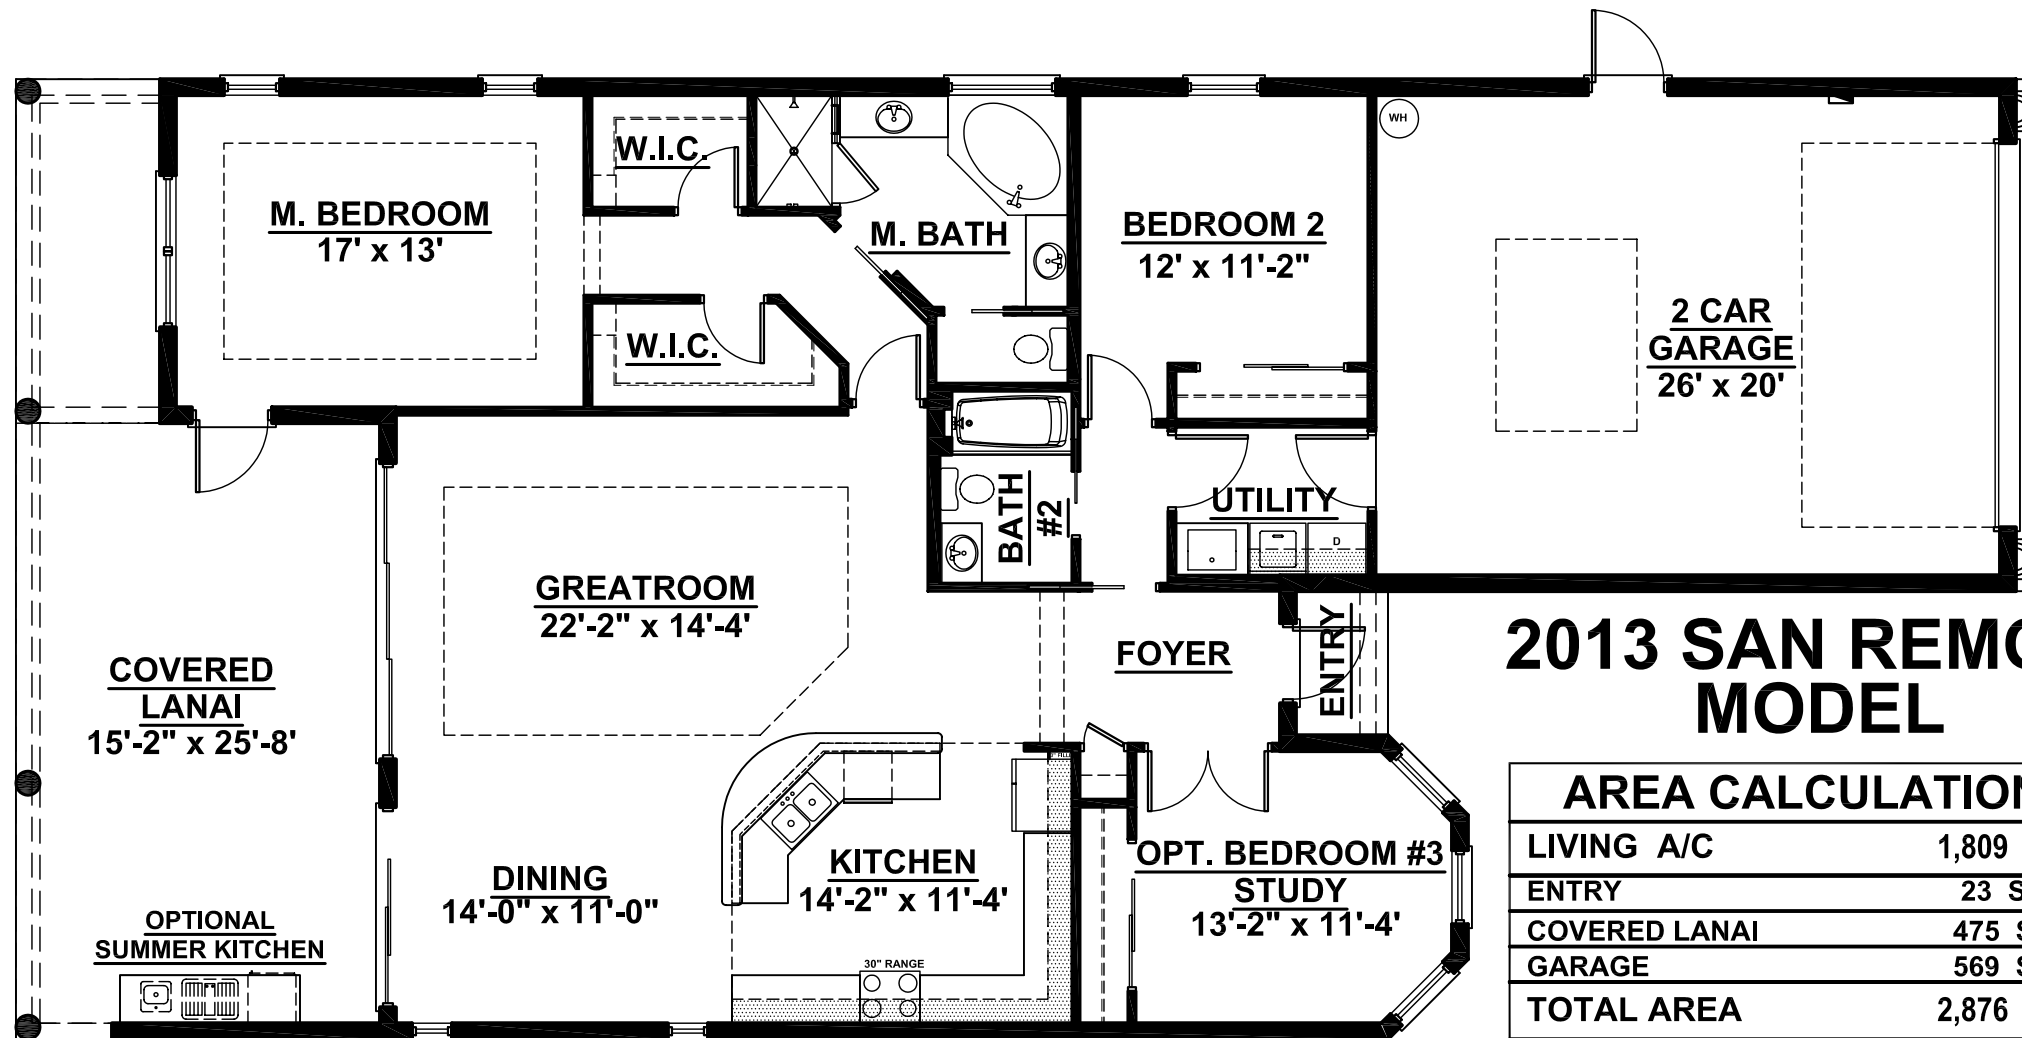 M. BEDROOM
17' x 13'
W.I.C.
W.I.C.
M. BATH
BEDROOM 2
12' x 11'-2"
WH
2 CAR
GARAGE
26' x 20'
GREATROOM
22'-2" x 14'-4'
BATH
#2
UTILITY
D
COVERED
LANAI
15'-2" x 25'-8'
FOYER
ENTRY
DINING
14'-0" x 11'-0"
KITCHEN
14'-2" x 11'-4'
30" RANGE
OPT. BEDROOM #3
STUDY
13'-2" x 11'-4'
OPTIONAL
SUMMER KITCHEN
2013 SAN REMO
MODEL
AREA CALCULATION
LIVING A/C 1,809
ENTRY 23 S
COVERED LANAI 475 S
GARAGE 569 S
TOTAL AREA 2,876